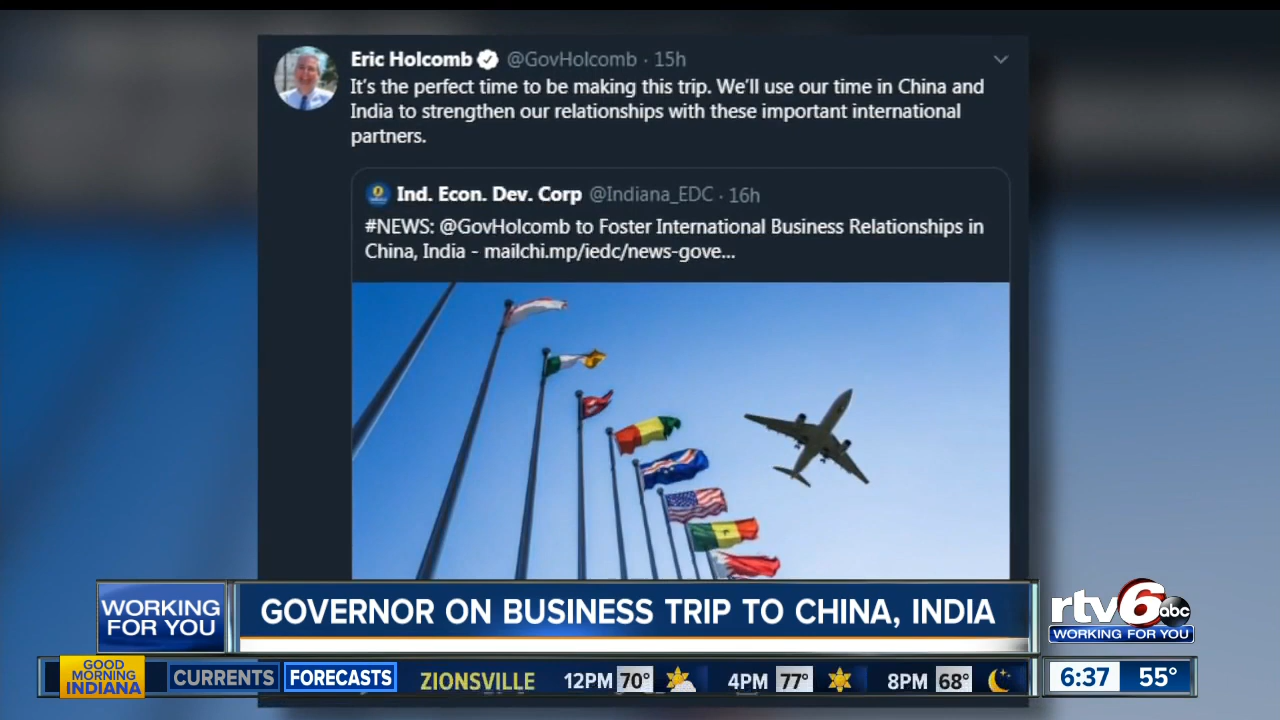 Eric Holcomb @GovHolcomb · 15h
It's the perfect time to be making this trip. We'll use our time in China and
India to strengthen our relationships with these important international
partners.
Ind. Econ. Dev. Corp @Indiana_EDC · 16h
#NEWS: @GovHolcomb to Foster International Business Relationships in
China, India - mailchi.mp/iedc/news-gove...
WORKING
FOR YOU
GOVERNOR ON BUSINESS TRIP TO CHINA, INDIA
rtv6 abc
WORKING FOR YOU
GOOD
MORNING
INDIANA
CURRENTS
FORECASTS
ZIONSVILLE 12PM 70° 4PM 77° 8PM 68°
6:37 55°